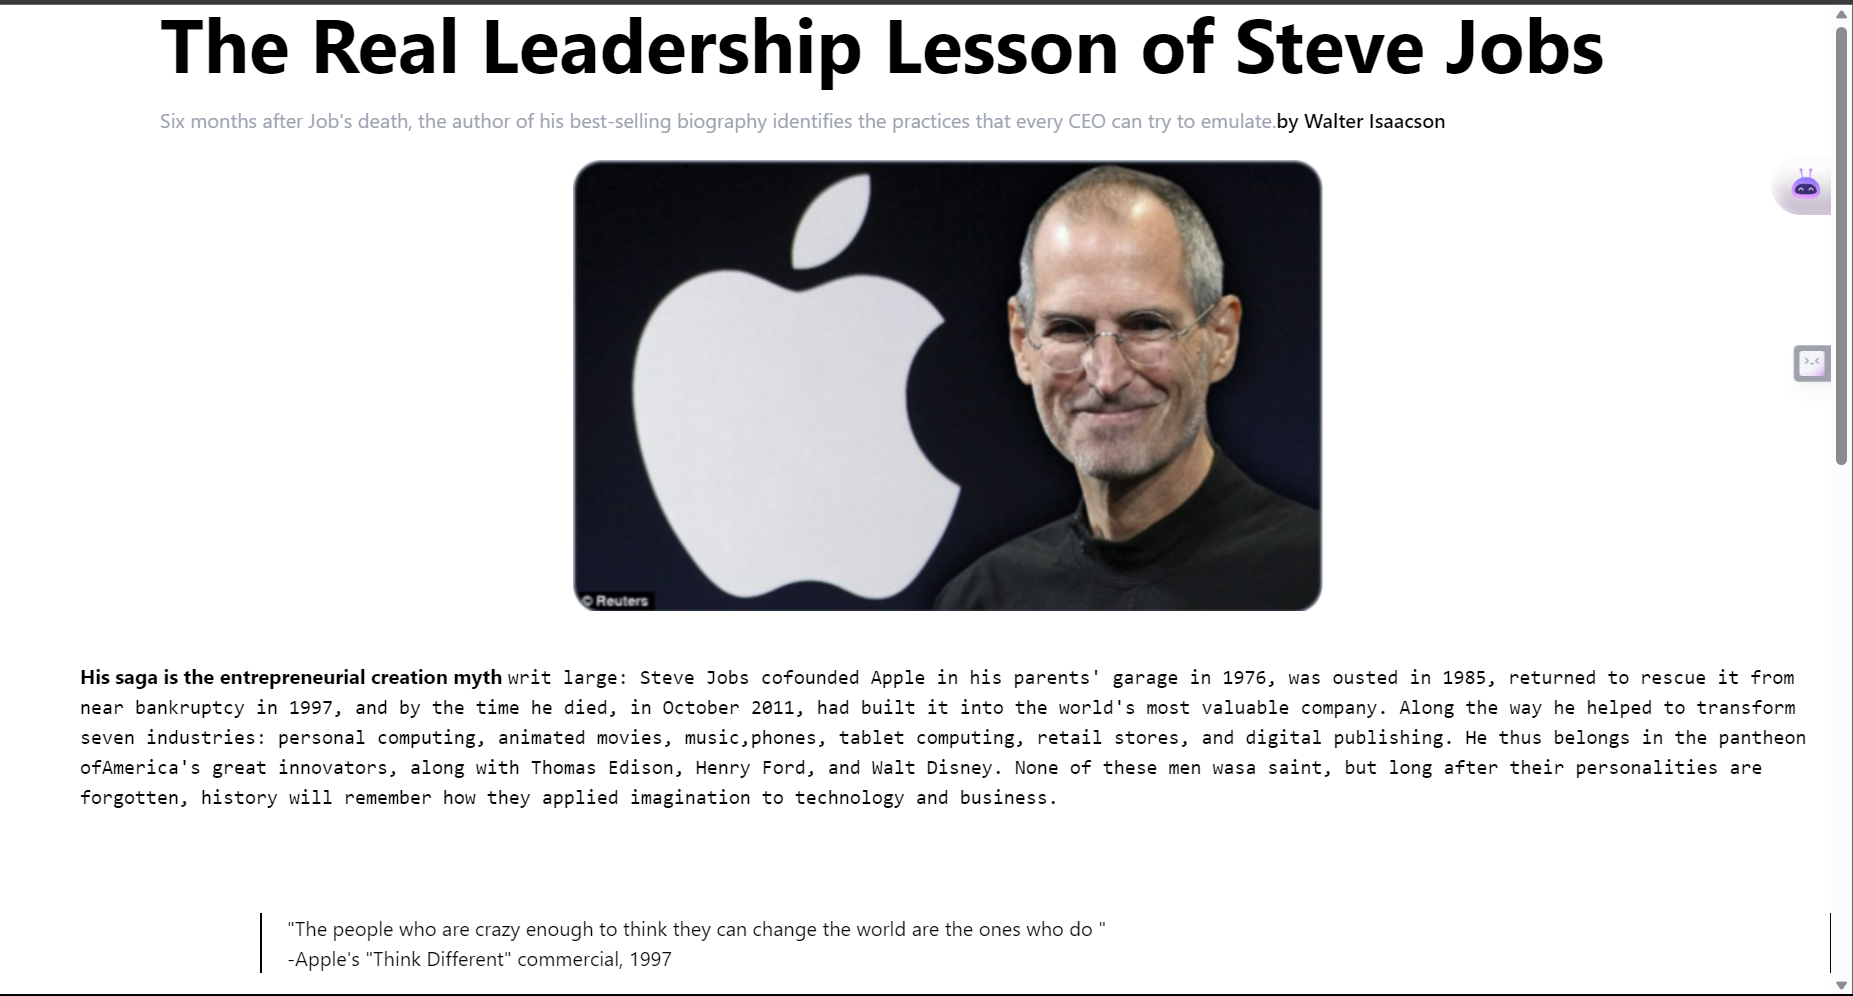 The Real Leadership Lesson of Steve Jobs
Six months after Job's death, the author of his best-selling biography identifies the practices that every CEO can try to emulate.by Walter Isaacson
© Reuters
His saga is the entrepreneurial creation myth writ large: Steve Jobs cofounded Apple in his parents' garage in 1976, was ousted in 1985, returned to rescue it from
near bankruptcy in 1997, and by the time he died, in October 2011, had built it into the world's most valuable company. Along the way he helped to transform
seven industries: personal computing, animated movies, music,phones, tablet computing, retail stores, and digital publishing. He thus belongs in the pantheon
ofAmerica's great innovators, along with Thomas Edison, Henry Ford, and Walt Disney. None of these men wasa saint, but long after their personalities are
forgotten, history will remember how they applied imagination to technology and business.
"The people who are crazy enough to think they can change the world are the ones who do "
-Apple's "Think Different" commercial, 1997